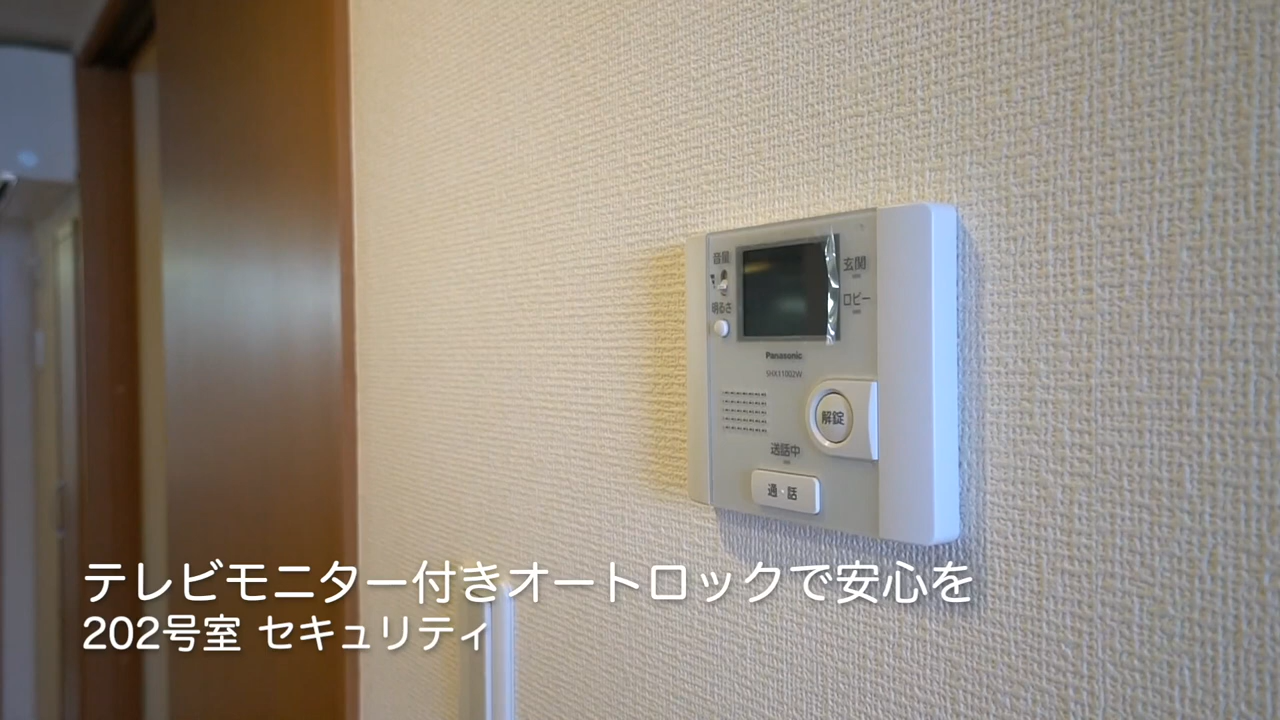 音量
玄関
ロビー
明るさ
Panasonic
解錠
送話中
通・話
テレビモニター付きオートロックで安心を
202号室 セキュリティ